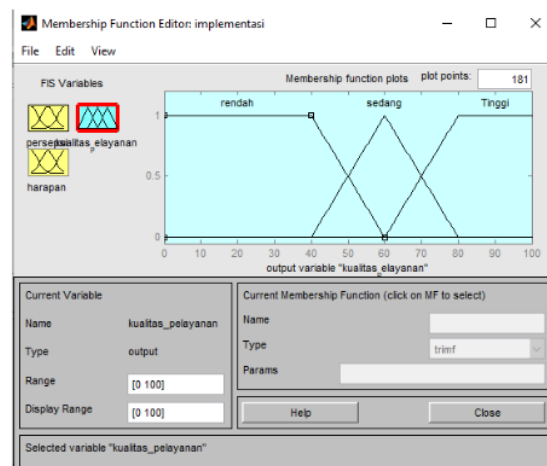 Membership Function Editor: implementasi
File Edit View
FIS Variables
Membership function plots
plot points:
181
persepsi
kualitas_pelayanan
harapan
rendah
sedang
Tinggi
1
0.5
0
0 10 20 30 40 50 60 70 80 90 100
output variable "kualitas_pelayanan"
Current Variable
Name kualitas_pelayanan
Type output
Range [0 100]
Display Range [0 100]
Current Membership Function (click on MF to select)
Name
Type trimf
Params
Help
Close
Selected variable "kualitas_pelayanan"